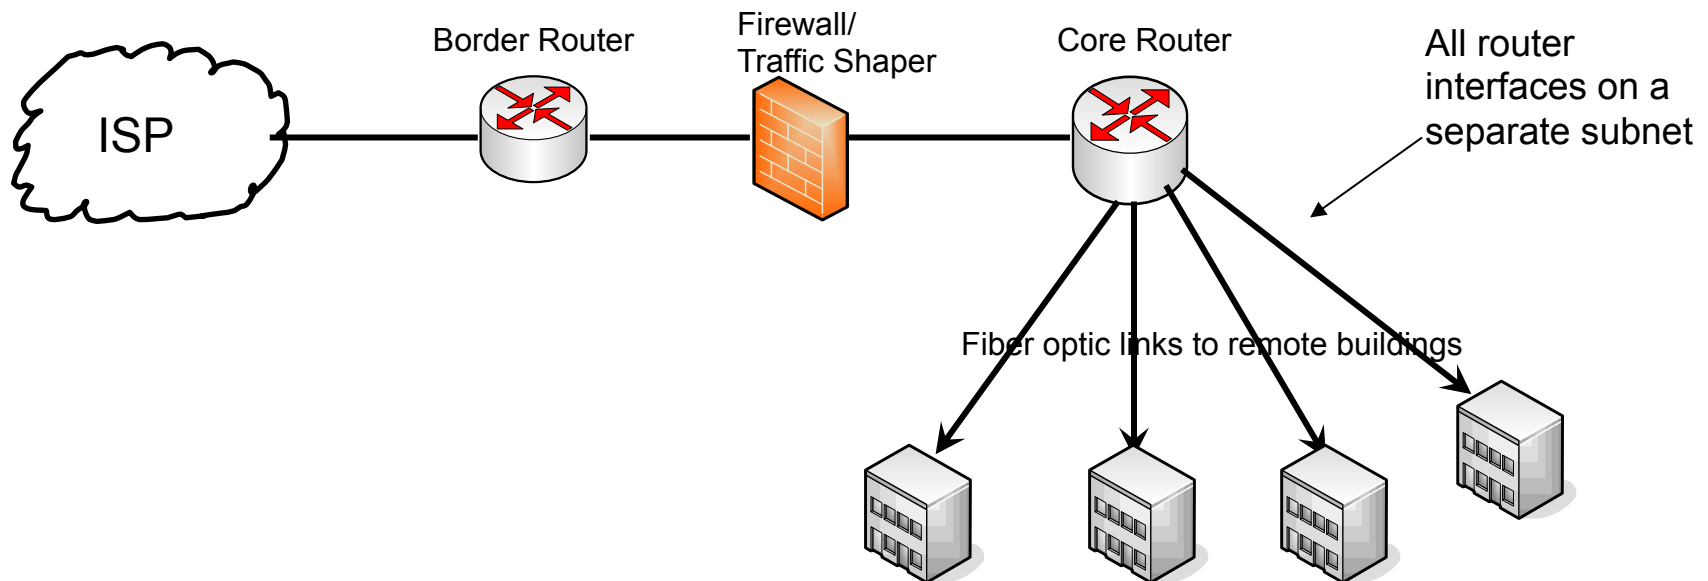 Firewall/
Traffic Shaper
Border Router
Core Router
All router
interfaces on a
separate subnet
ISP
Fiber optic links to remote buildings